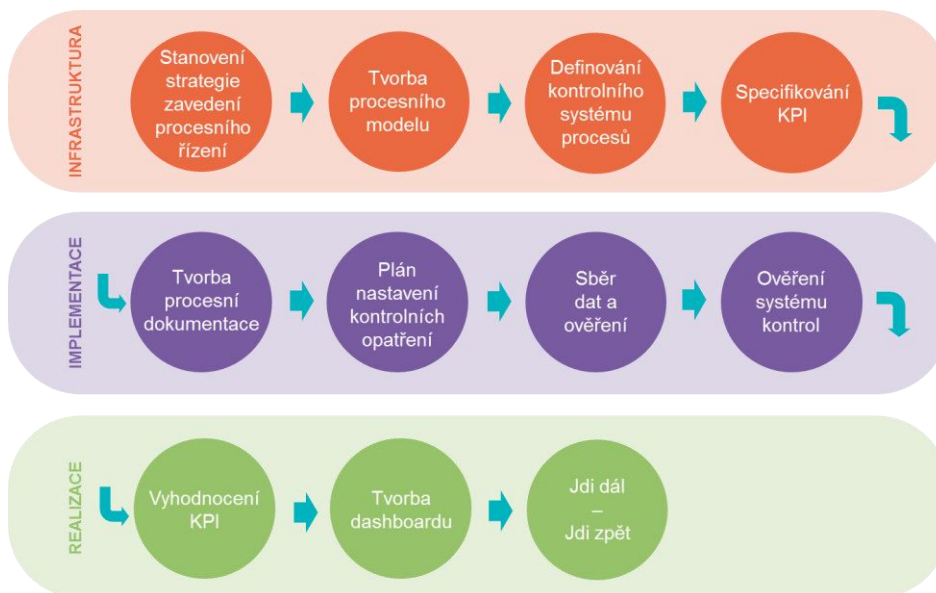 INFRASTRUKTURA
Stanovení
strategie
zavedení
procesního
řízení
Tvorba
procesního
modelu
Definování
kontrolního
systému
procesů
Specifikování
KPI
IMPLEMENTACE
Tvorba
procesní
dokumentace
Plán
nastavení
kontrolních
opatření
Sběr
dat a
ověření
Ověření
systému
kontrol
REALIZACE
Vyhodnocení
KPI
Tvorba
dashboardu
Jdi dál
–
Jdi zpět